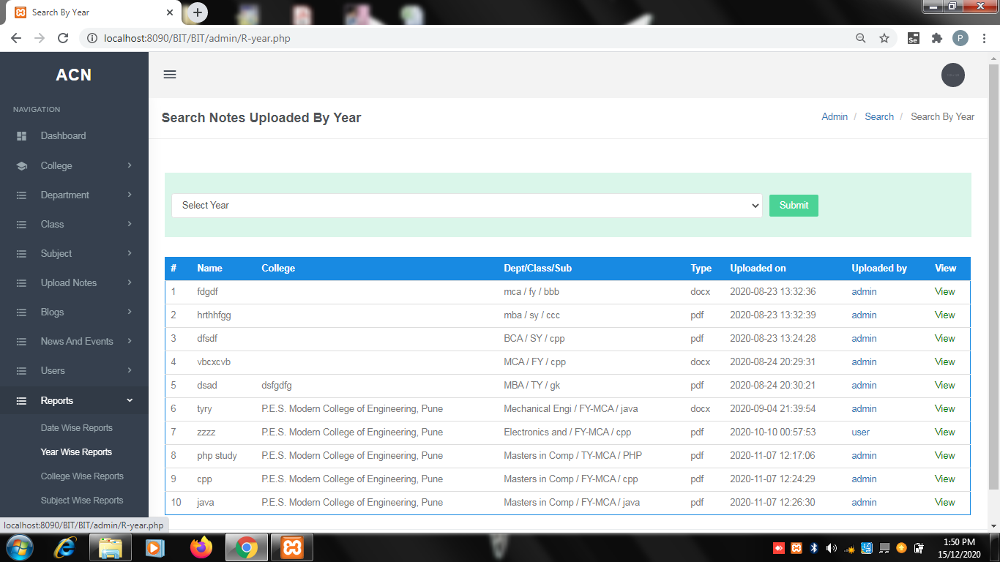 Search By Year
localhost:8090/BIT/BIT/admin/R-year.php
Se
P
ACN
NAVIGATION
Dashboard
College
Department
Class
Subject
Upload Notes
Blogs
News And Events
Users
Reports
Date Wise Reports
Year Wise Reports
College Wise Reports
Subject Wise Reports
Search Notes Uploaded By Year
Admin / Search / Search By Year
Select Year
Submit
# Name College Dept/Class/Sub Type Uploaded on Uploaded by View
1 fdgdf mca / fy / bbb docx 2020-08-23 13:32:36 admin View
2 hrthhfgg mba / sy / ccc pdf 2020-08-23 13:32:39 admin View
3 dfsdf BCA / SY / cpp pdf 2020-08-23 13:24:28 admin View
4 vbcxcvb MCA / FY / cpp docx 2020-08-24 20:29:31 admin View
5 dsad dsfgdfg MBA / TY / gk pdf 2020-08-24 20:30:21 admin View
6 tyry P.E.S. Modern College of Engineering, Pune Mechanical Engi / FY-MCA / java docx 2020-09-04 21:39:54 admin View
7 zzzz P.E.S. Modern College of Engineering, Pune Electronics and / FY-MCA / cpp pdf 2020-10-10 00:57:53 user View
8 php study P.E.S. Modern College of Engineering, Pune Masters in Comp / TY-MCA / PHP pdf 2020-11-07 12:17:06 admin View
9 cpp P.E.S. Modern College of Engineering, Pune Masters in Comp / FY-MCA / cpp pdf 2020-11-07 12:24:29 admin View
10 java P.E.S. Modern College of Engineering, Pune Masters in Comp / FY-MCA / java pdf 2020-11-07 12:26:30 admin View
localhost:8090/BIT/BIT/admin/R-year.php
1:50 PM
15/12/2020